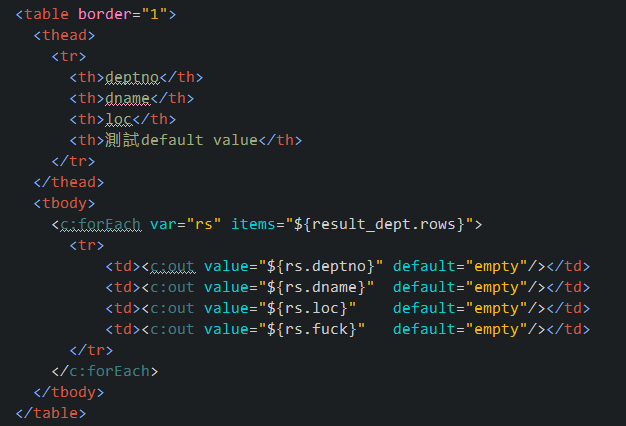 <table border="1">
<thead>
<tr>
<th>deptno</th>
<th>dname</th>
<th>loc</th>
<th>測試default value</th>
</tr>
</thead>
<tbody>
<c:forEach var="rs" items="${result_dept.rows}">
<tr>
<td><c:out value="${rs.deptno}" default="empty"/></td>
<td><c:out value="${rs.dname}"  default="empty"/></td>
<td><c:out value="${rs.loc}"    default="empty"/></td>
<td><c:out value="${rs.fuck}"   default="empty"/></td>
</tr>
</c:forEach>
</tbody>
</table>